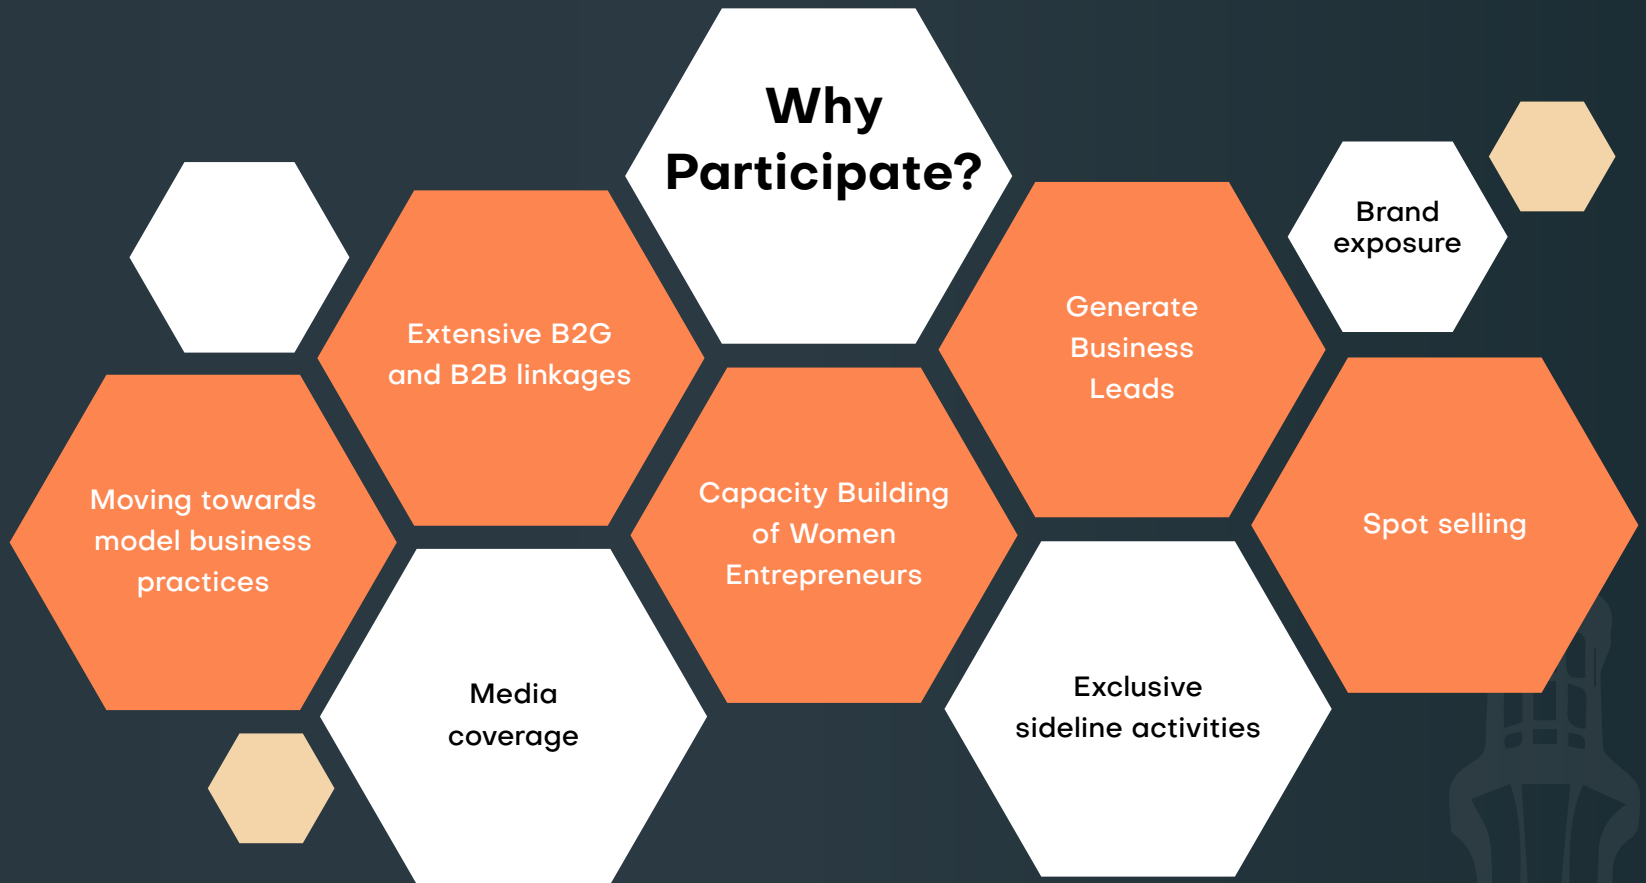 Why
Participate?
Brand
exposure
Extensive B2G
and B2B linkages
Generate
Business
Leads
Moving towards
model business
practices
Capacity Building
of Women
Entrepreneurs
Spot selling
Media
coverage
Exclusive
sideline activities